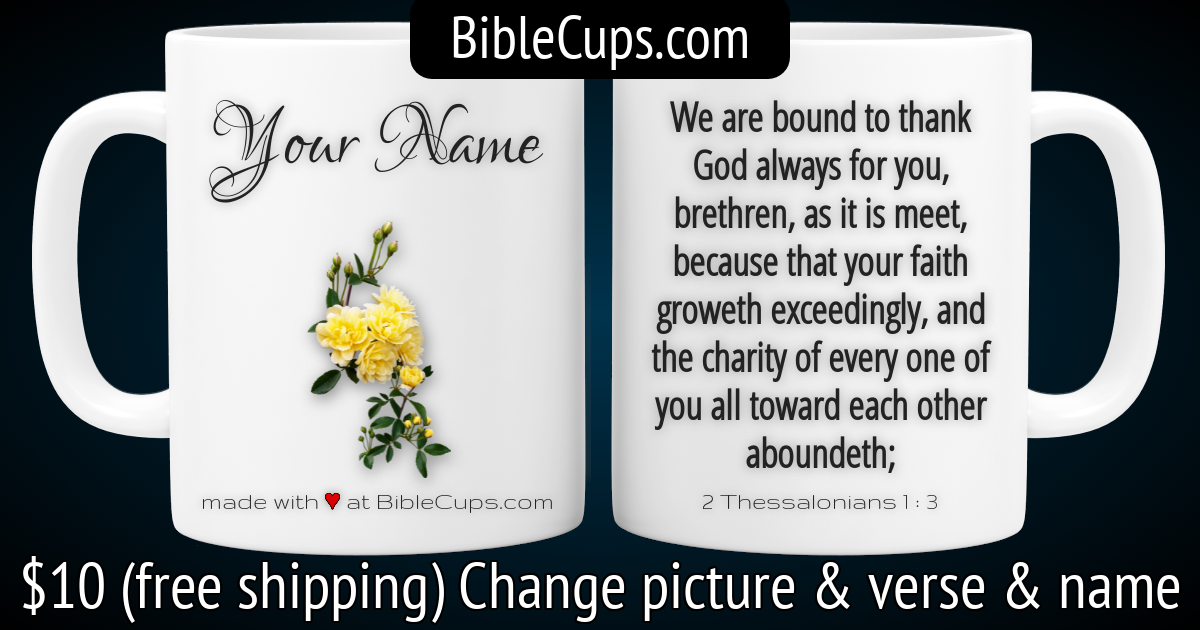 BibleCups.com
Your Name
made with ♥ at BibleCups.com
We are bound to thank
God always for you,
brethren, as it is meet,
because that your faith
groweth exceedingly, and
the charity of every one of
you all toward each other
aboundeth;
2 Thessalonians 1 : 3
$10 (free shipping) Change picture & verse & name